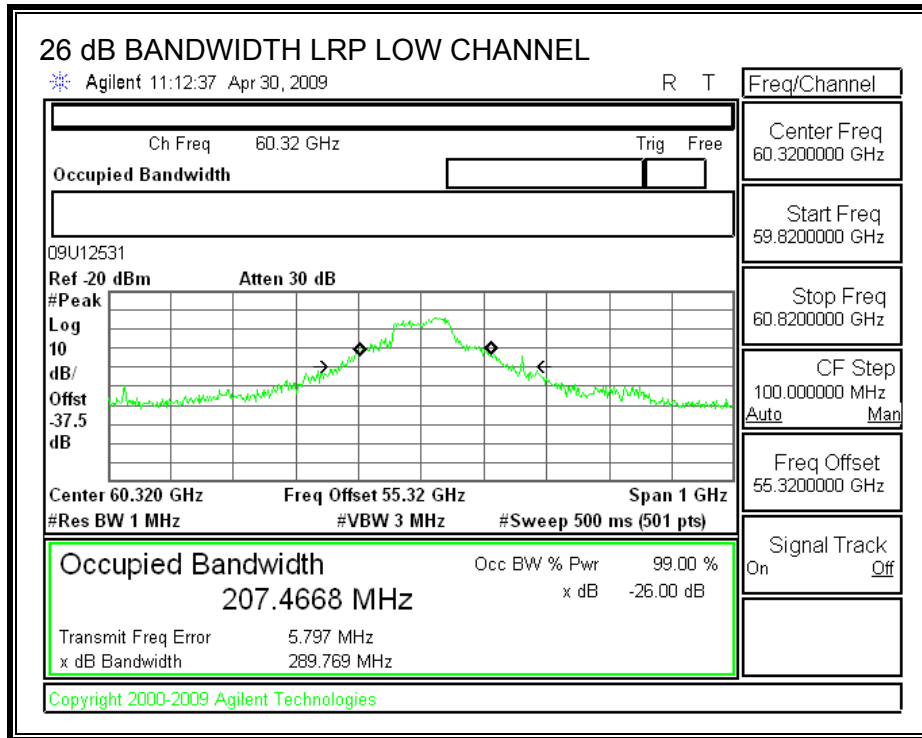 26 dB BANDWIDTH LRP LOW CHANNEL
Agilent 11:12:37 Apr 30, 2009 R T
Ch Freq 60.32 GHz Trig Free
Occupied Bandwidth
09U12531
Ref -20 dBm Atten 30 dB
#Peak
Log
10
dB/
Offst
-37.5
dB
Center 60.320 GHz Freq Offset 55.32 GHz Span 1 GHz
#Res BW 1 MHz #VBW 3 MHz #Sweep 500 ms (501 pts)
Occupied Bandwidth Occ BW % Pwr 99.00 %
207.4668 MHz x dB -26.00 dB
Transmit Freq Error 5.797 MHz
x dB Bandwidth 289.769 MHz
Copyright 2000-2009 Agilent Technologies
Freq/Channel
Center Freq
60.3200000 GHz
Start Freq
59.8200000 GHz
Stop Freq
60.8200000 GHz
CF Step
100.000000 MHz
Auto Man
Freq Offset
55.3200000 GHz
Signal Track
On Off